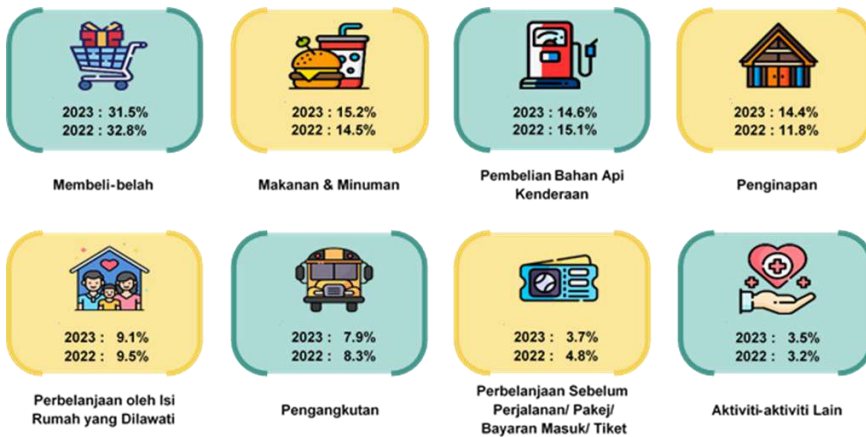 2023 : 31.5%
2022 : 32.8%
Membeli-belah
2023 : 15.2%
2022 : 14.5%
Makanan & Minuman
2023 : 14.6%
2022 : 15.1%
Pembelian Bahan Api
Kenderaan
2023 : 14.4%
2022 : 11.8%
Penginapan
2023 : 9.1%
2022 : 9.5%
Perbelanjaan oleh Isi
Rumah yang Dilawati
2023 : 7.9%
2022 : 8.3%
Pengangkutan
2023 : 3.7%
2022 : 4.8%
Perbelanjaan Sebelum
Perjalanan/ Pakej/
Bayaran Masuk/ Tiket
2023 : 3.5%
2022 : 3.2%
Aktiviti-aktiviti Lain